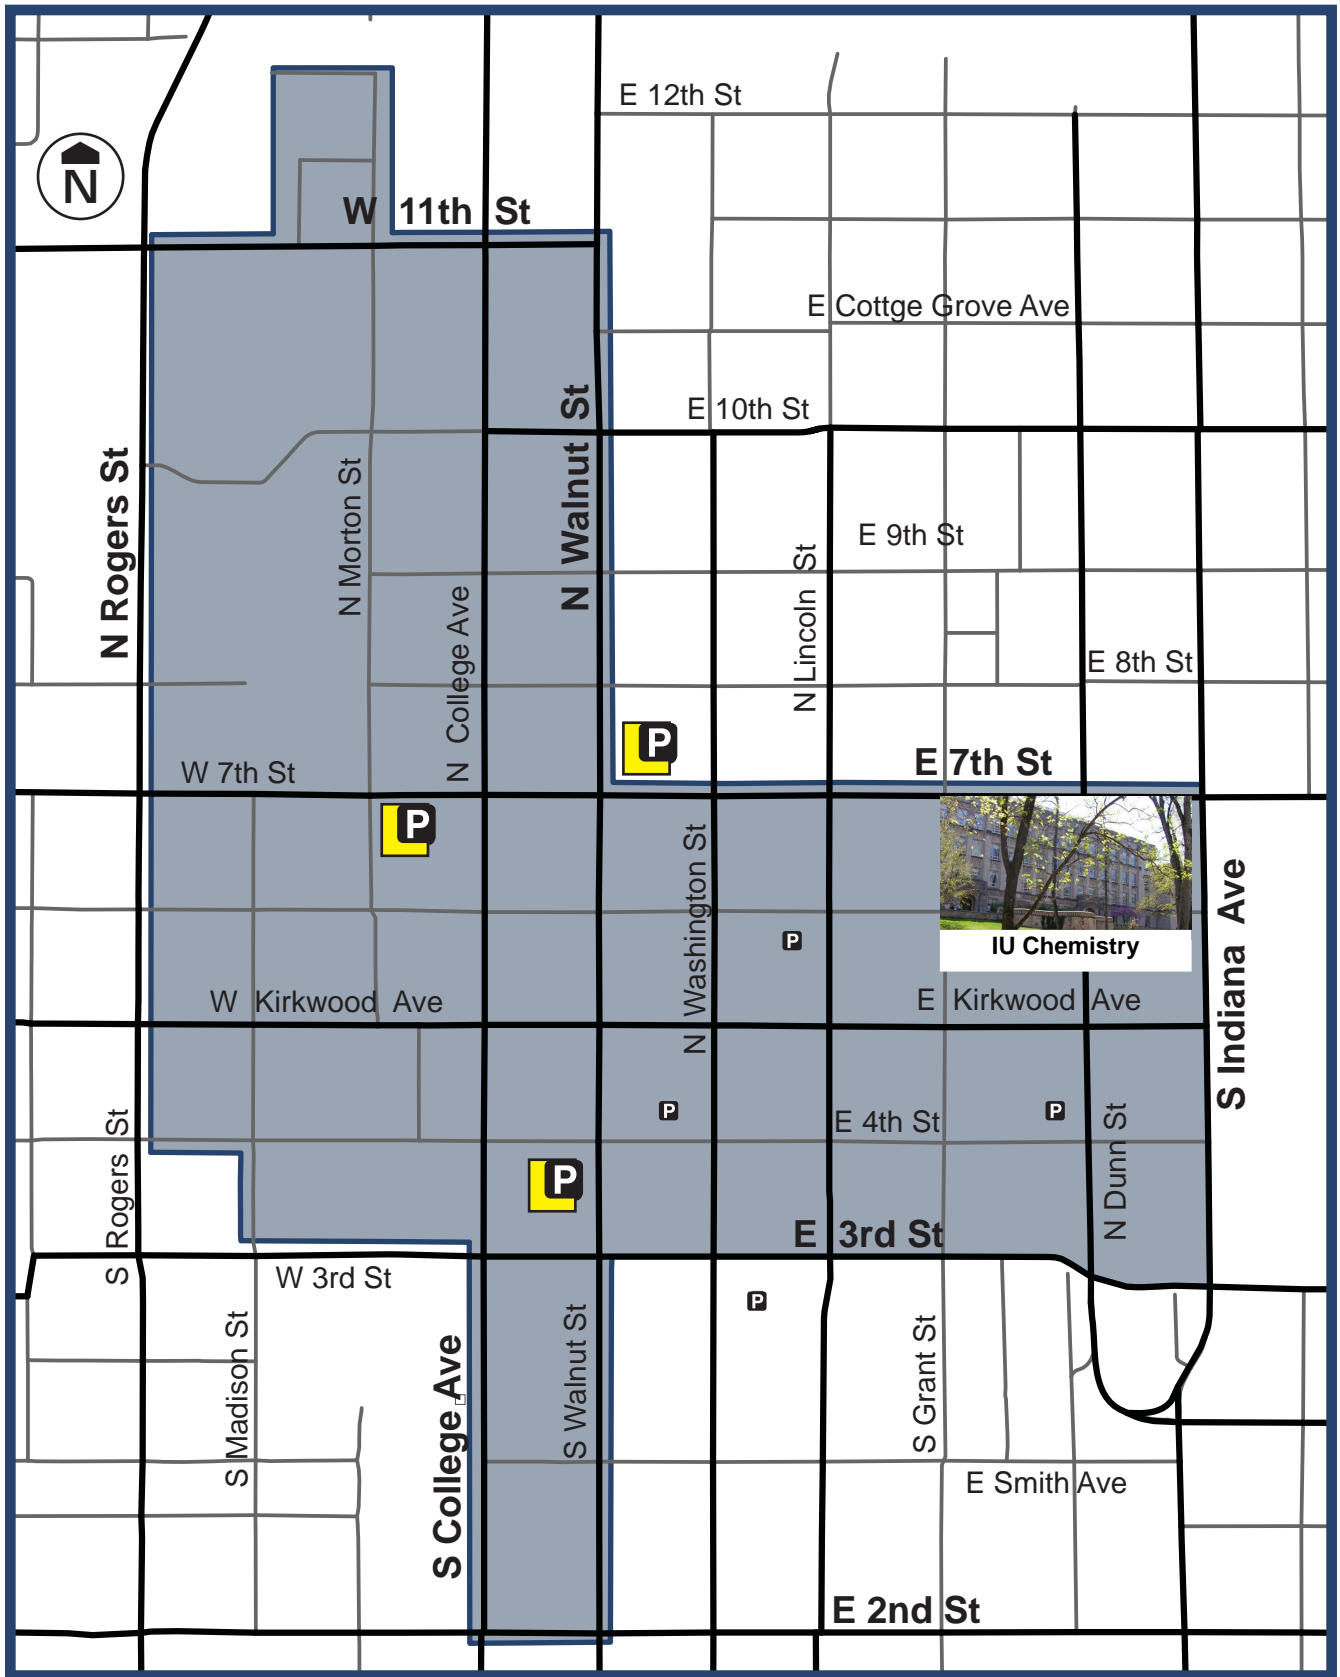 E 12th St
N
W 11th St
E Cottge Grove Ave
E 10th St
N Walnut St
N Rogers St
N Morton St
E 9th St
N Lincoln St
N College Ave
E 8th St
P
E 7th St
W 7th St
P
N Washington St
S Indiana Ave
P
IU Chemistry
W Kirkwood Ave
E Kirkwood Ave
P
P
E 4th St
N Dunn St
S Rogers St
P
E 3rd St
W 3rd St
P
S Madison St
S College Ave
S Walnut St
S Grant St
E Smith Ave
E 2nd St